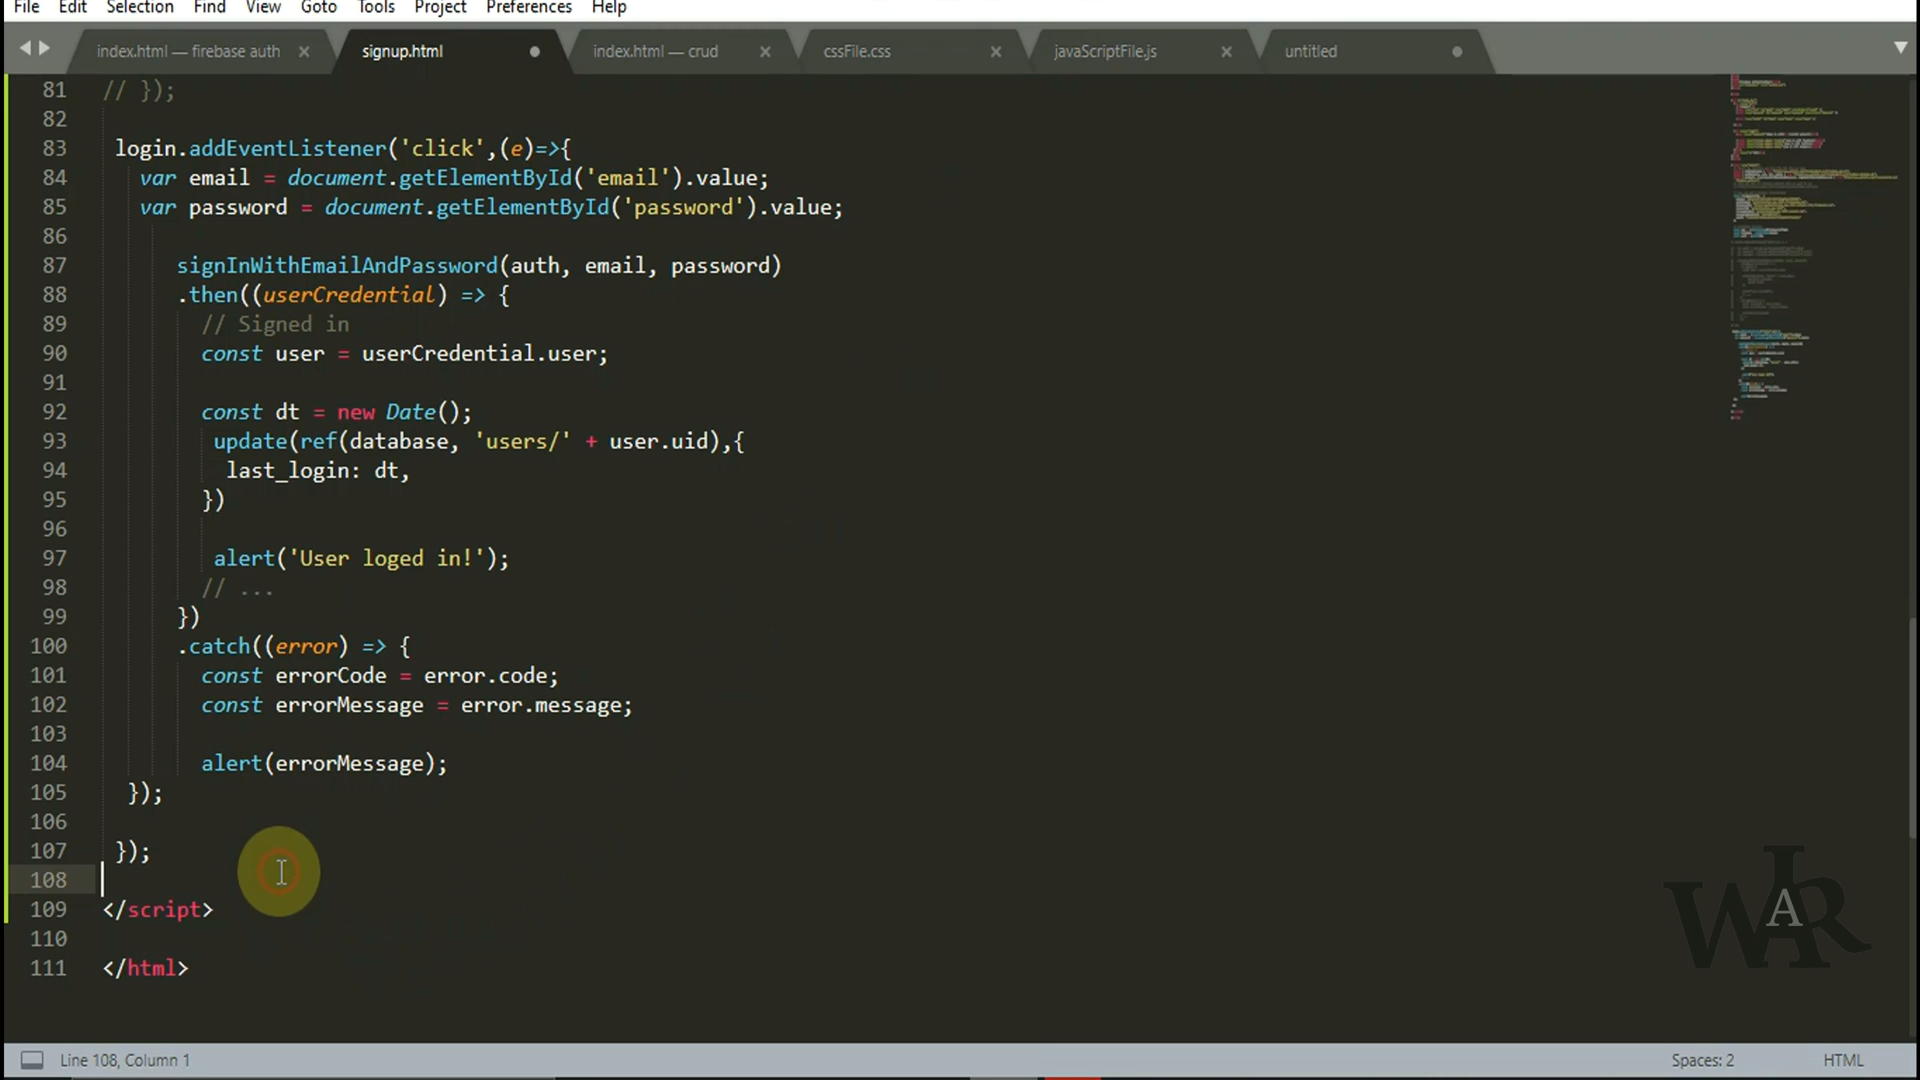 File Edit Selection Find View Goto Tools Project Preferences Help
index.html — firebase auth signup.html index.html — crud cssFile.css javaScriptFile.js untitled
81 // });
82
83 login.addEventListener('click',(e)=>{
84 var email = document.getElementById('email').value;
85 var password = document.getElementById('password').value;
86
87 signInWithEmailAndPassword(auth, email, password)
88 .then((userCredential) => {
89 // Signed in
90 const user = userCredential.user;
91
92 const dt = new Date();
93 update(ref(database, 'users/' + user.uid),{
94 last_login: dt,
95 })
96
97 alert('User loged in!');
98 // ...
99 })
100 .catch((error) => {
101 const errorCode = error.code;
102 const errorMessage = error.message;
103
104 alert(errorMessage);
105 });
106
107 });
108
109 </script>
110
111 </html>
WAR
Line 108, Column 1 Spaces: 2 HTML